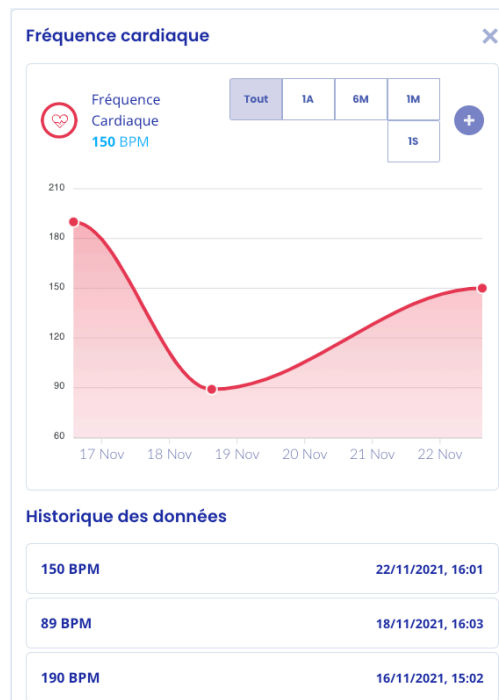 Fréquence cardiaque
Fréquence
Cardiaque
150 BPM
Tout 1A 6M 1M
1S
210
180
150
120
90
60
17 Nov 18 Nov 19 Nov 20 Nov 21 Nov 22 Nov
Historique des données
150 BPM 22/11/2021, 16:01
89 BPM 18/11/2021, 16:03
190 BPM 16/11/2021, 15:02